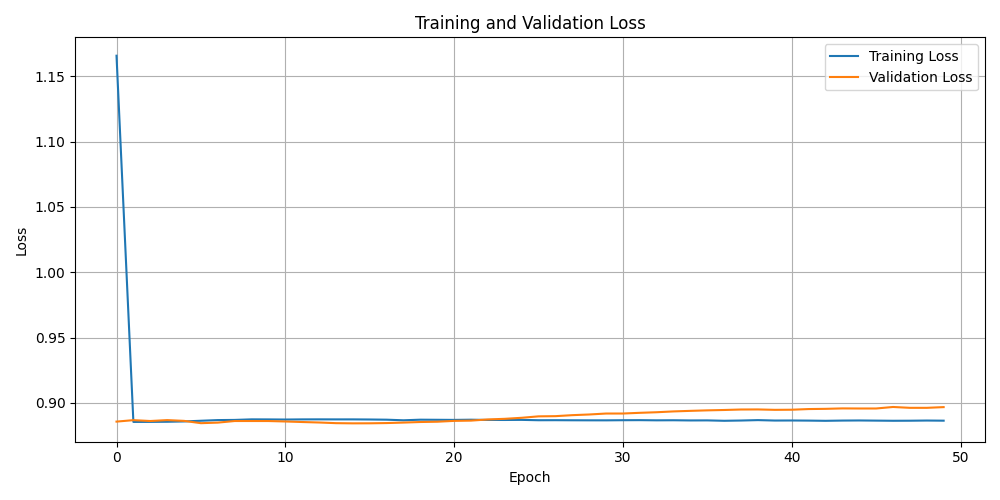 Training and Validation Loss
Training Loss
Validation Loss
1.15
1.10
1.05
1.00
0.95
0.90
Loss
0 10 20 30 40 50
Epoch